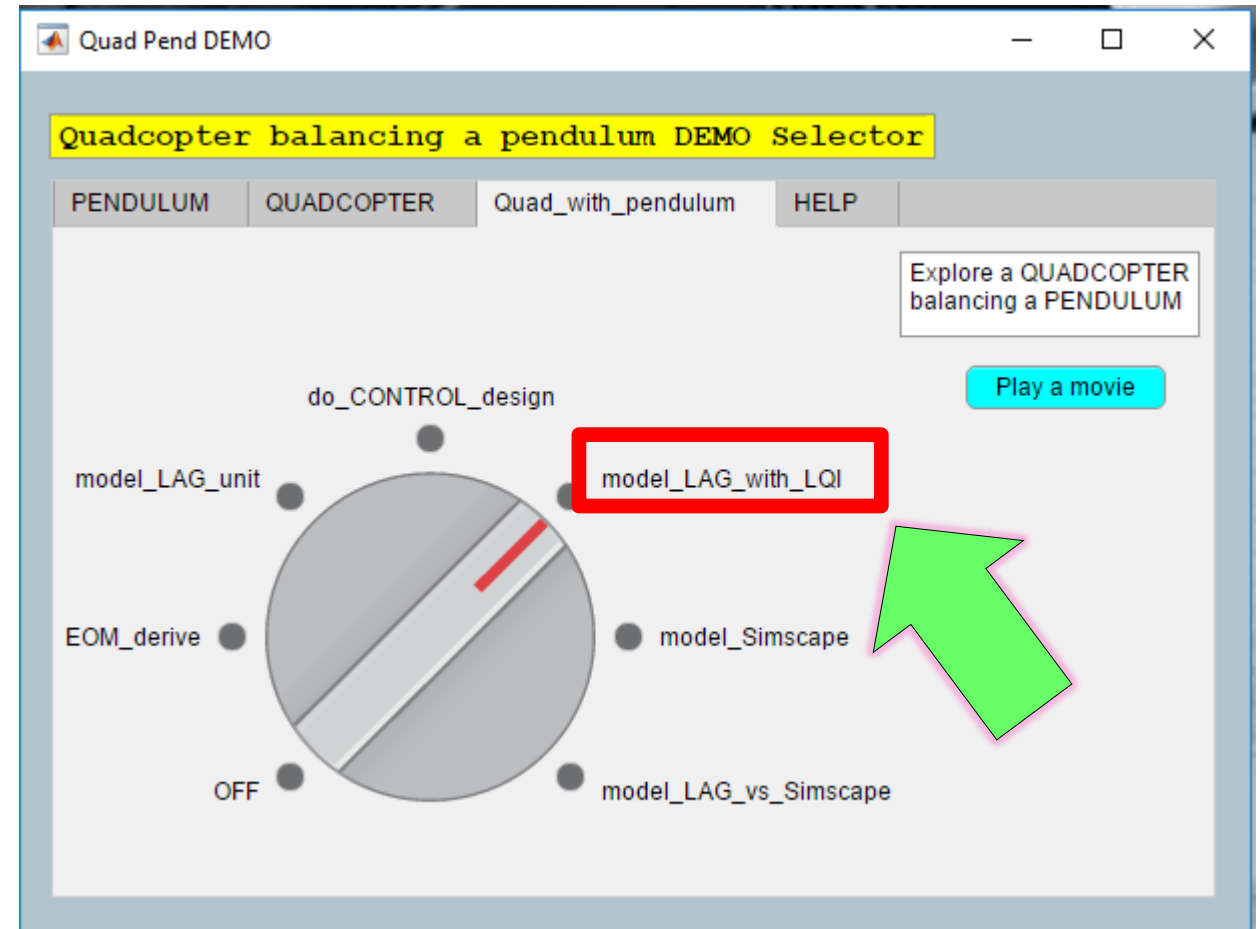 Quad Pend DEMO
Quadcopter balancing a pendulum DEMO Selector
PENDULUM
QUADCOPTER
Quad_with_pendulum
HELP
Explore a QUADCOPTER
balancing a PENDULUM
Play a movie
do_CONTROL_design
model_LAG_unit
model_LAG_with_LQI
EOM_derive
model_Simscape
OFF
model_LAG_vs_Simscape